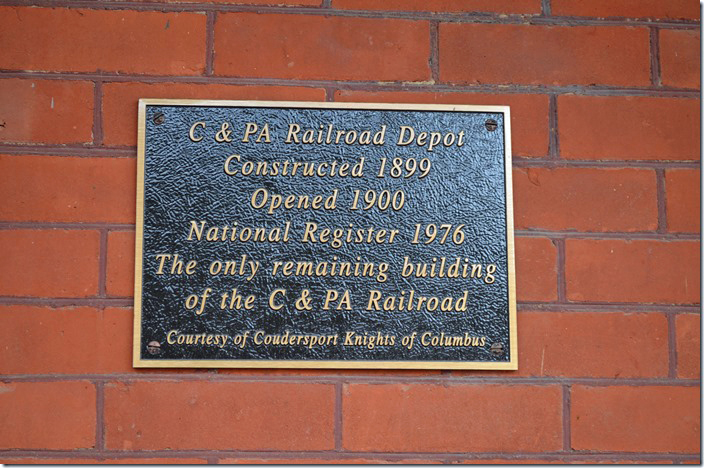 C & PA Railroad Depot
Constructed 1899
Opened 1900
National Register 1976
The only remaining building
of the C & PA Railroad
Courtesy of Coudersport Knights of Columbus